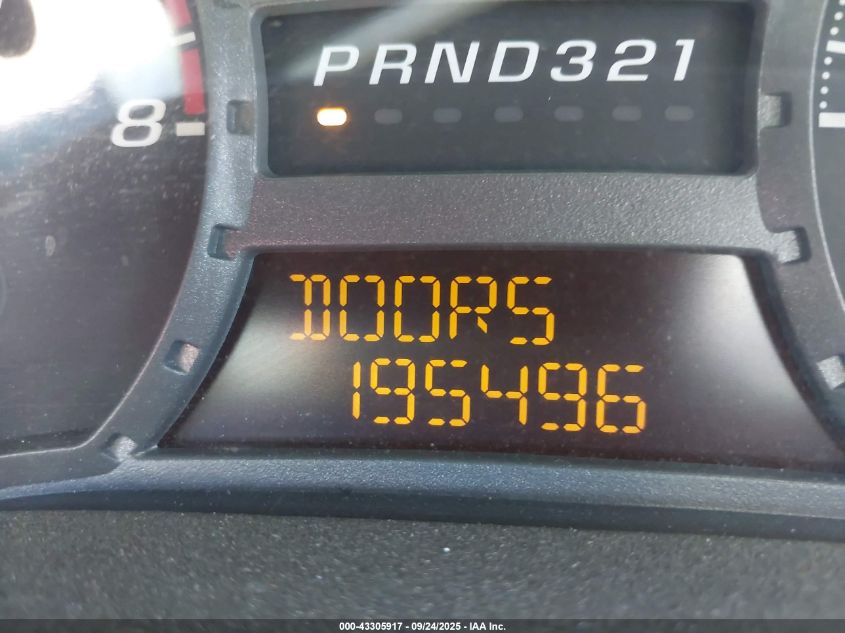 PRND321
8
DOORS
195496
000-43305917 - 09/24/2025 - IAA Inc.